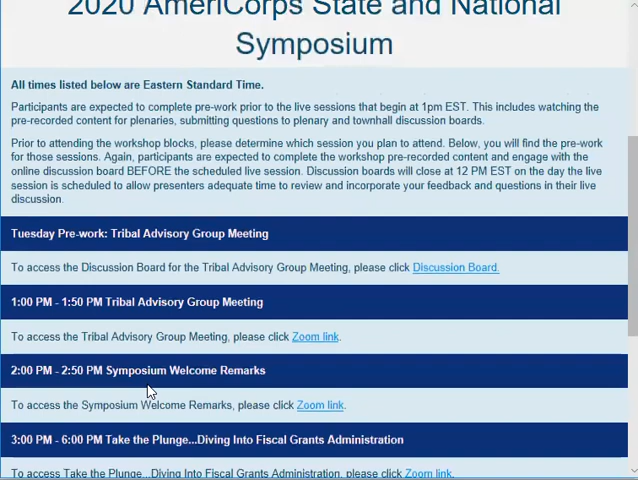 2020 AmeriCorps State and National
Symposium
All times listed below are Eastern Standard Time.
Participants are expected to complete pre-work prior to the live sessions that begin at 1pm EST. This includes watching the
pre-recorded content for plenaries, submitting questions to plenary and townhall discussion boards.
Prior to attending the workshop blocks, please determine which session you plan to attend. Below, you will find the pre-work
for those sessions. Again, participants are expected to complete the workshop pre-recorded content and engage with the
online discussion board BEFORE the scheduled live session. Discussion boards will close at 12 PM EST on the day the live
session is scheduled to allow presenters adequate time to review and incorporate your feedback and questions in their live
discussion.
Tuesday Pre-work: Tribal Advisory Group Meeting
To access the Discussion Board for the Tribal Advisory Group Meeting, please click Discussion Board.
1:00 PM - 1:50 PM Tribal Advisory Group Meeting
To access the Tribal Advisory Group Meeting, please click Zoom link.
2:00 PM - 2:50 PM Symposium Welcome Remarks
To access the Symposium Welcome Remarks, please click Zoom link.
3:00 PM - 6:00 PM Take the Plunge...Diving Into Fiscal Grants Administration
To access Take the Plunge...Diving Into Fiscal Grants Administration, please click Zoom link.